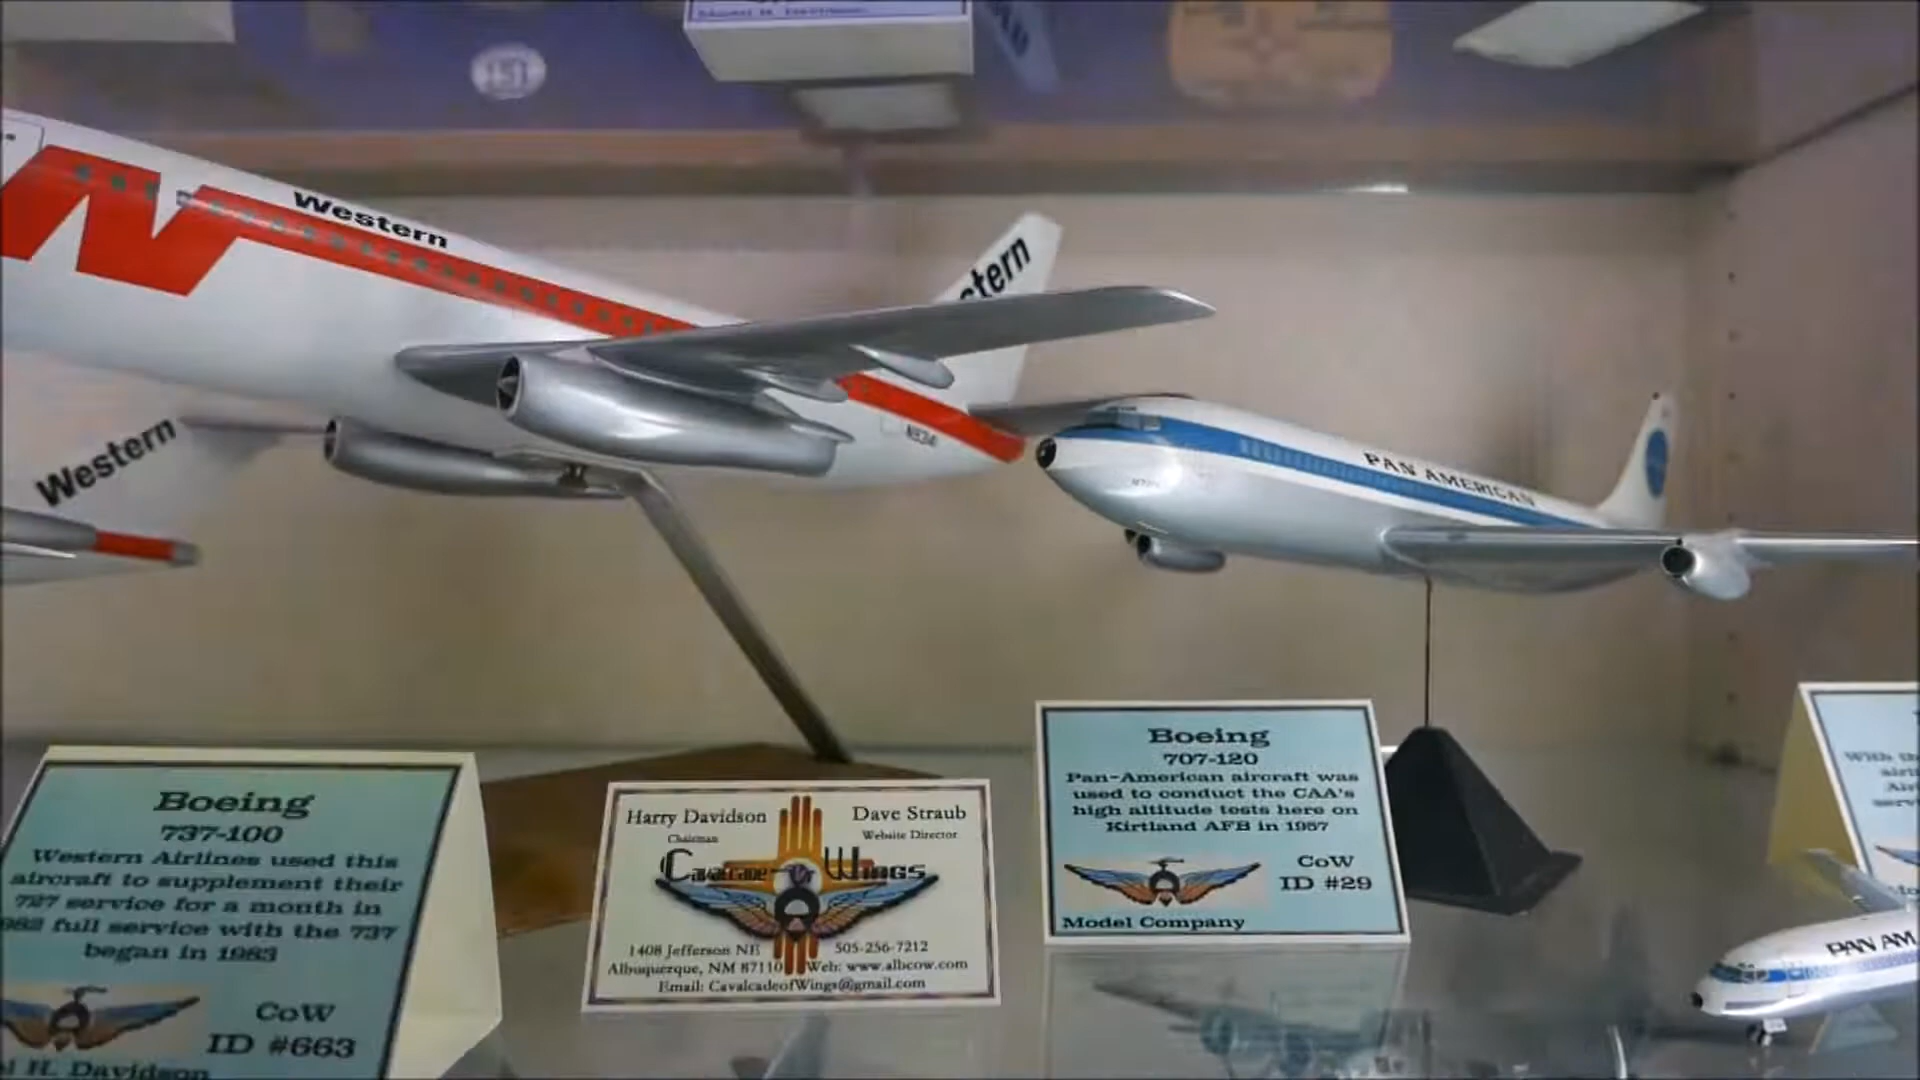 Western
Western
stern
PAN AMERICAN
Boeing
737-100
Western Airlines used this
aircraft to supplement their
727 service for a month in
982 full service with the 737
began in 1983
CoW
ID #663
H. Davidson
Harry Davidson
Chairman
Dave Straub
Website Director
Cavalcade of Wings
1408 Jefferson NE
505-256-7212
Albuquerque, NM 87110
Web: www.albcow.com
Email: CavalcadeofWings@gmail.com
Boeing
707-120
Pan-American aircraft was
used to conduct the CAA's
high altitude tests here on
Kirtland AFB in 1957
CoW
ID #29
Model Company
With
PAN AM